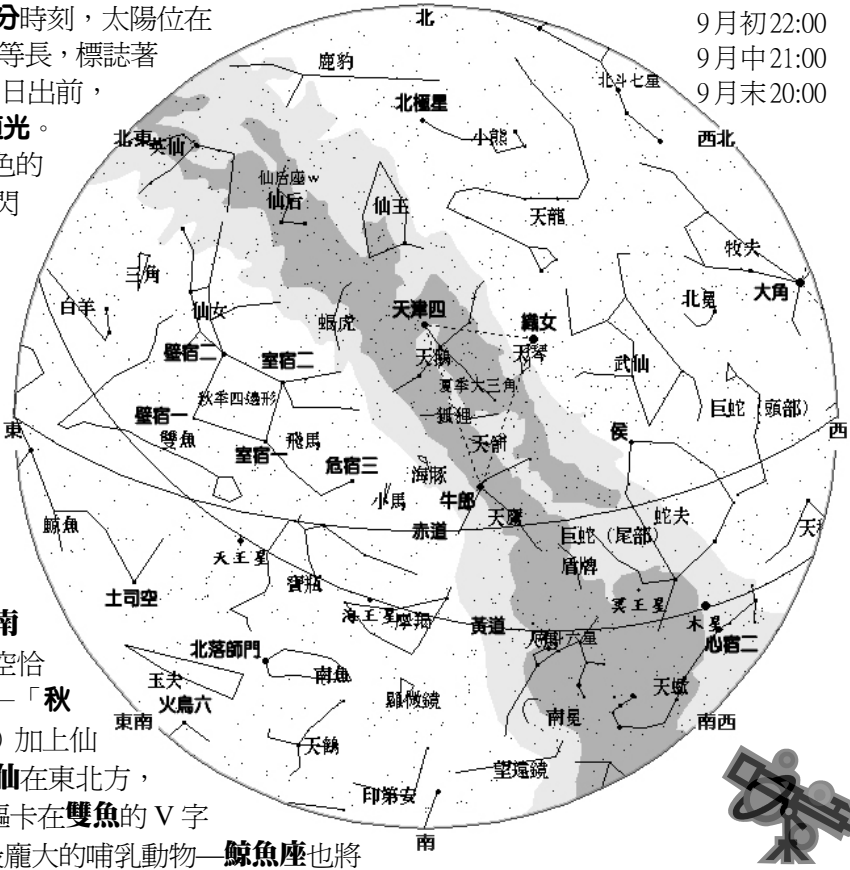 分時刻，太陽位在
等長，標誌著
日出前，
道光。
色的
閃
9月初22:00
9月中21:00
9月末20:00
北
鹿豹
北斗七星
北極星
小熊
北東
英仙
西北
仙后座w
仙后
仙王
天龍
牧夫
三角
大角
白羊
仙女
蝎虎
天津四
織女
北冕
壁宿二
室宿二
天鵝
天琴
武仙
夏季大三角
秋季四邊形
壁宿一
狐狸
巨蛇（頭部）
東
雙魚
室宿一
飛馬
天箭
侯
西
危宿三
海豚
小馬
牛郎
天鷹
蛇夫
鯨魚
赤道
巨蛇（尾部）
天
天王星
盾牌
寶瓶
土司空
冥王星
海王星
摩羯
黃道
木星
心宿二
南
北落師門
斗六星
空恰
玉夫
南魚
天蠍
—「秋
火鳥六
顯微鏡
東南
南冕
南西
）加上仙
天鶴
望遠鏡
仙在東北方，
印第安
卡在雙魚的 V 字
南
龐大的哺乳動物—鯨魚座也將